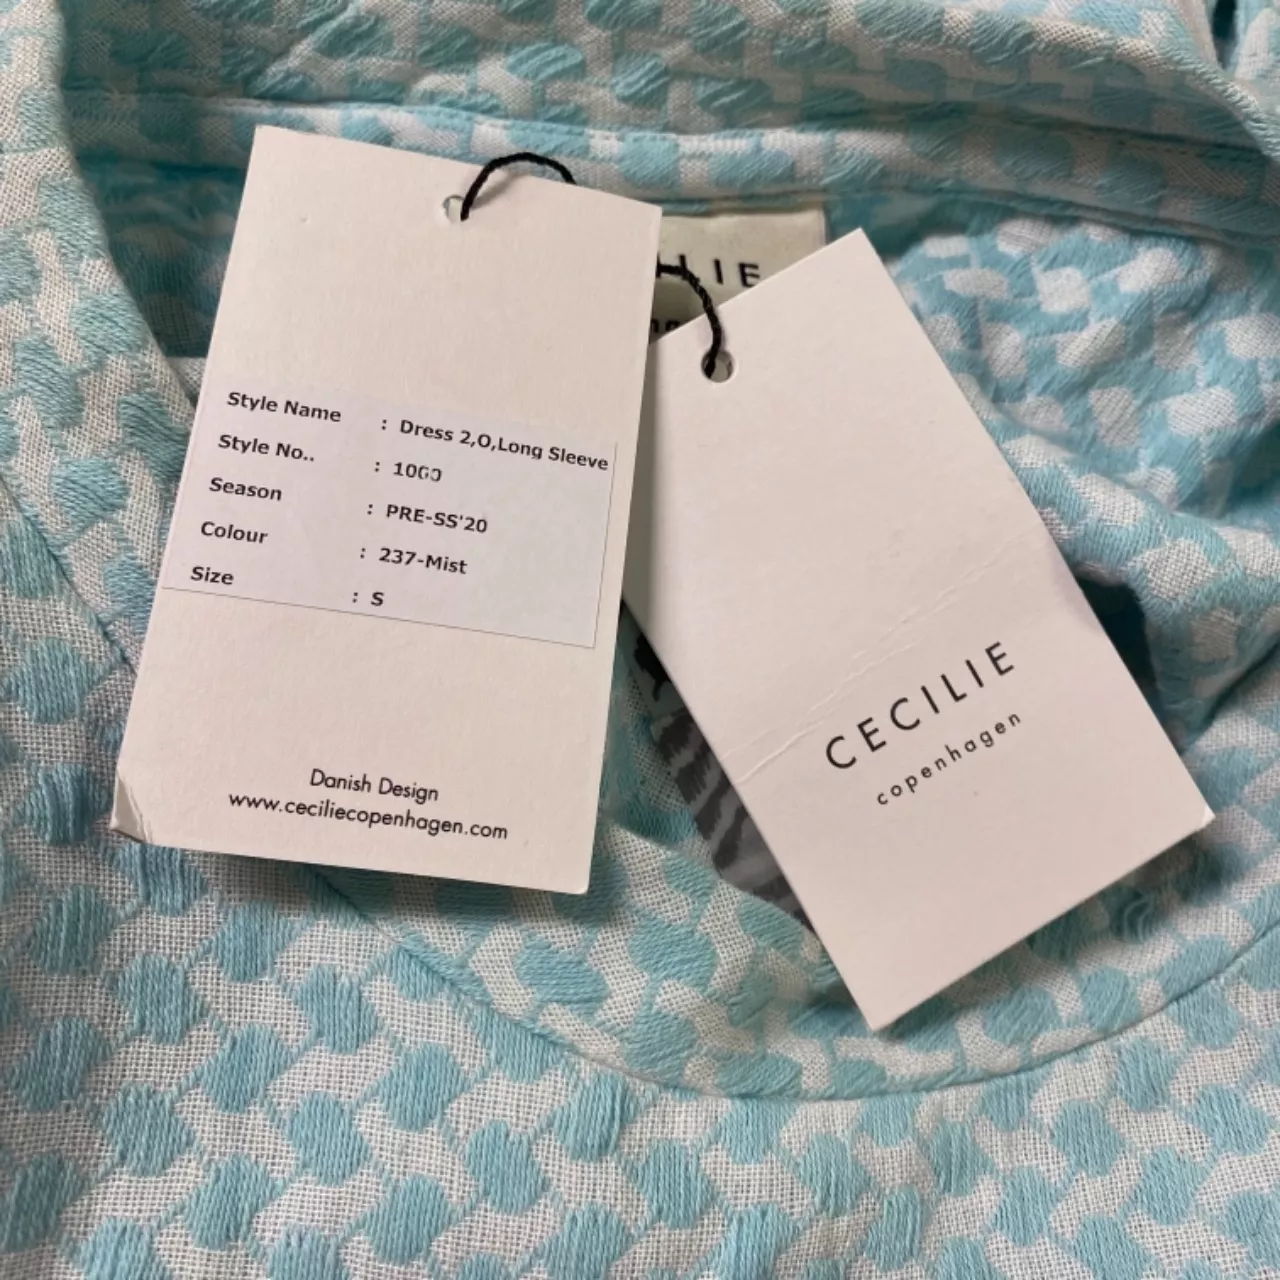 Style Name : Dress 2,O,Long Sleeve
Style No.. :
Season : PRE-SS'20
Colour : 237-Mist
Size : S
Danish Design
www.ceciliecopenhagen.com
CECILIE
copenhagen